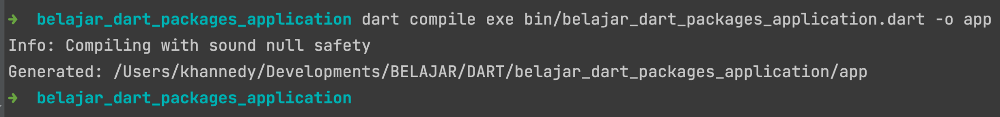 ➜  belajar_dart_packages_application dart compile exe bin/belajar_dart_packages_application.dart -o app
Info: Compiling with sound null safety
Generated: /Users/khannedy/Developments/BELAJAR/DART/belajar_dart_packages_application/app
➜  belajar_dart_packages_application